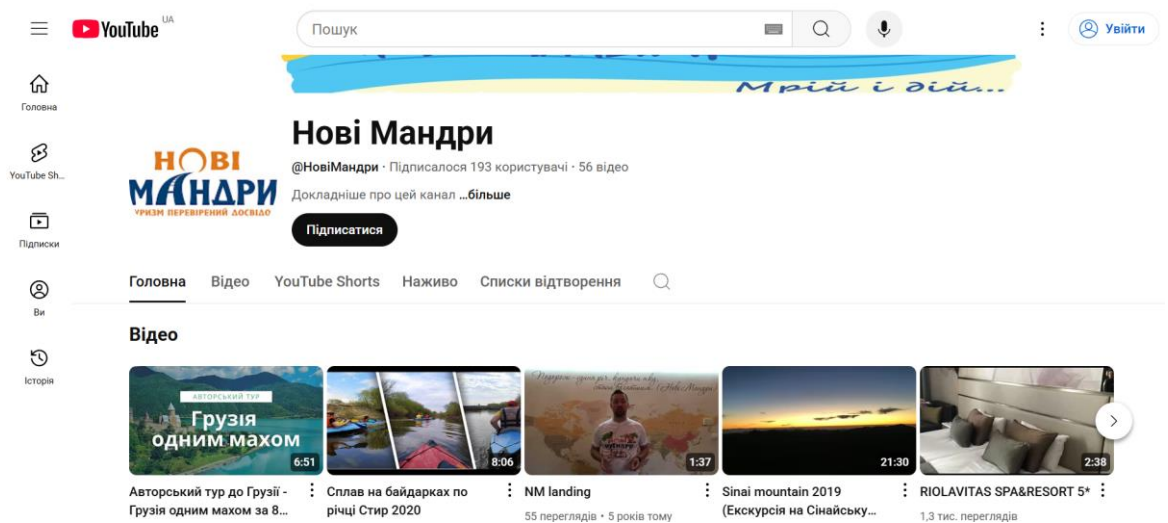 YouTube UA
Пошук
Увійти
Мрій і дій...
Головна
YouTube Sh...
Підписки
Ви
Історія
НОВІ
МАНДРИ
УРИЗМ ПЕРЕВІРЕНИЙ ДОСВІДО
Нові Мандри
@НовіМандри · Підписалося 193 користувачі · 56 відео
Докладніше про цей канал ...більше
Підписатися
Головна Відео YouTube Shorts Наживо Списки відтворення
Відео
АВТОРСЬКИЙ ТУР
Грузія
одним махом
6:51
8:06
1:37
21:30
2:38
Авторський тур до Грузії -
Грузія одним махом за 8...
Сплав на байдарках по
річці Стир 2020
NM landing
55 переглядів • 5 років тому
Sinai mountain 2019
(Екскурсія на Сінайську...
RIOLAVITAS SPA&RESORT 5*
1,3 тис. переглядів